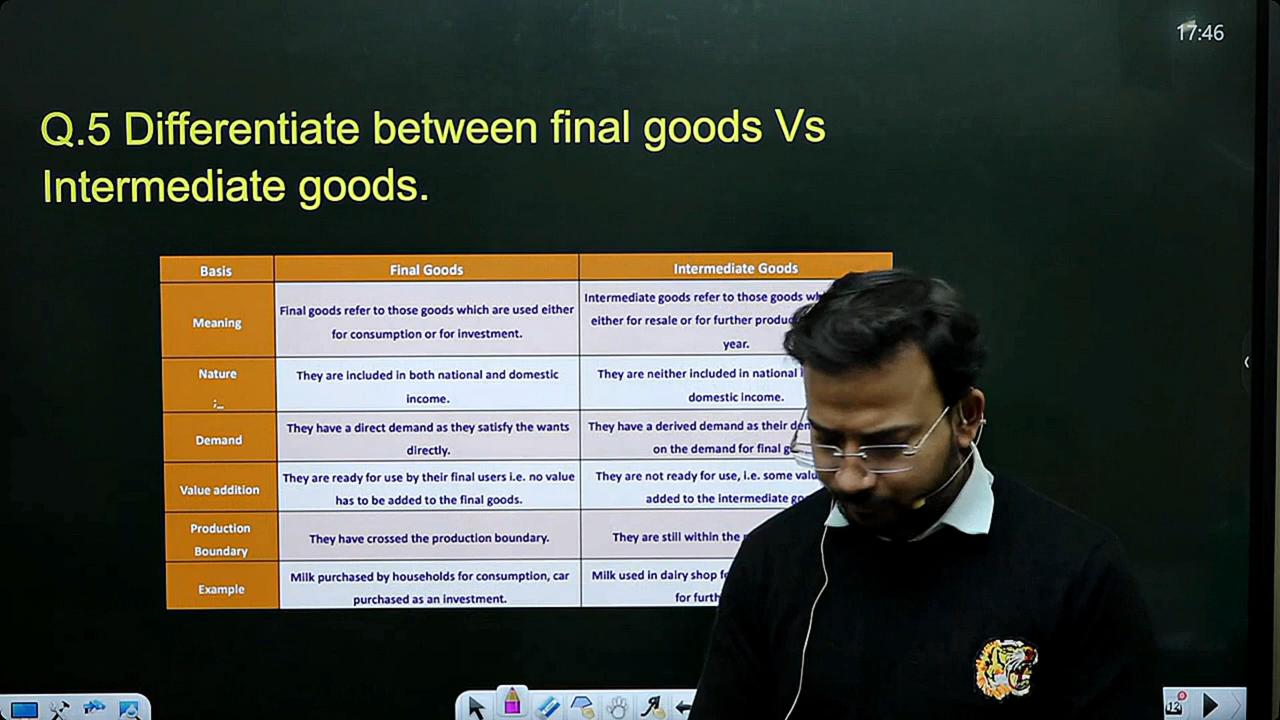 17:46
Q.5 Differentiate between final goods Vs
Intermediate goods.
Basis Final Goods Intermediate Goods
Meaning
Final goods refer to those goods which are used either
for consumption or for investment.
Intermediate goods refer to those goods
either for resale or for further
year.
Nature
;_
They are included in both national and domestic
income.
They are neither included in national
domestic income.
Demand
They have a direct demand as they satisfy the wants
directly.
They have a derived demand as their
on the demand for final
Value addition
They are ready for use by their final users i.e. no value
has to be added to the final goods.
They are not ready for use, i.e. some
added to the intermediate
Production
Boundary
They have crossed the production boundary.
They are still within the
Example
Milk purchased by households for consumption, car
purchased as an investment.
Milk used in dairy shop
for
12